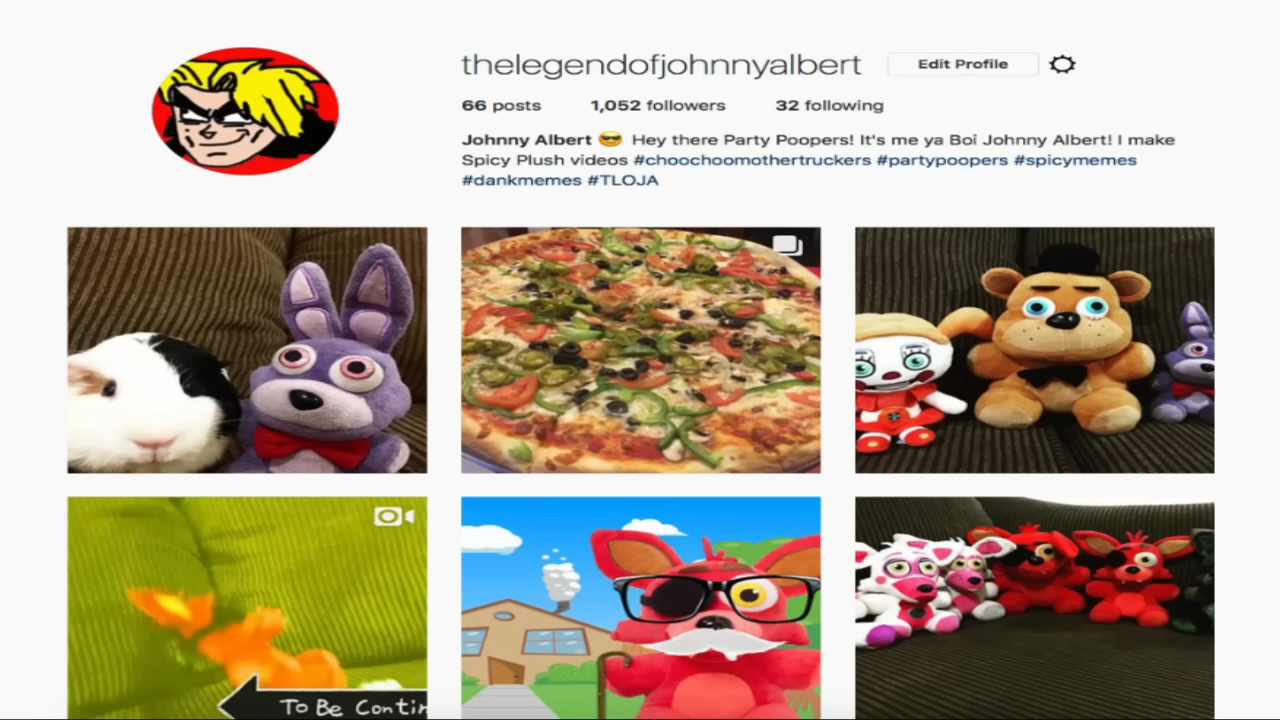 thelegendofjohnnyalbert Edit Profile
66 posts 1,052 followers 32 following
Johnny Albert 😎 Hey there Party Poopers! It's me ya Boi Johnny Albert! I make
Spicy Plush videos #choochoomothertruckers #partypoopers #spicymemes
#dankmemes #TLOJA
To Be Contin